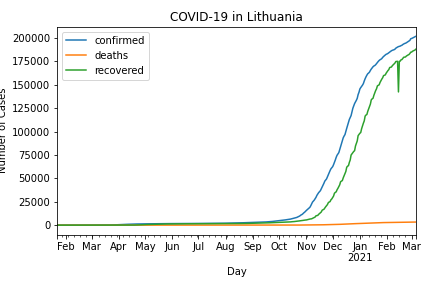 COVID-19 in Lithuania
confirmed
deaths
recovered
200000
175000
150000
125000
100000
75000
50000
25000
0
Number of Cases
Feb Mar Apr May Jun Jul Aug Sep Oct Nov Dec Jan Feb Mar
2021
Day